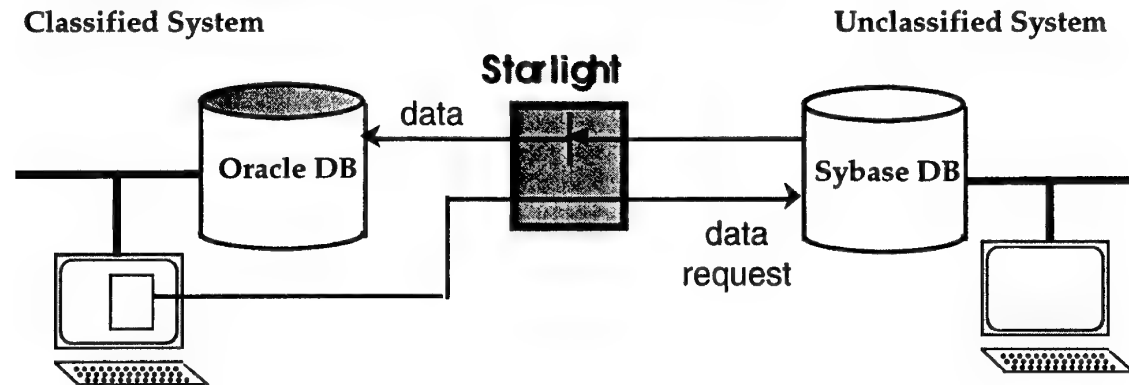 Classified System
Unclassified System
Starlight
data
Oracle DB
Sybase DB
data
request